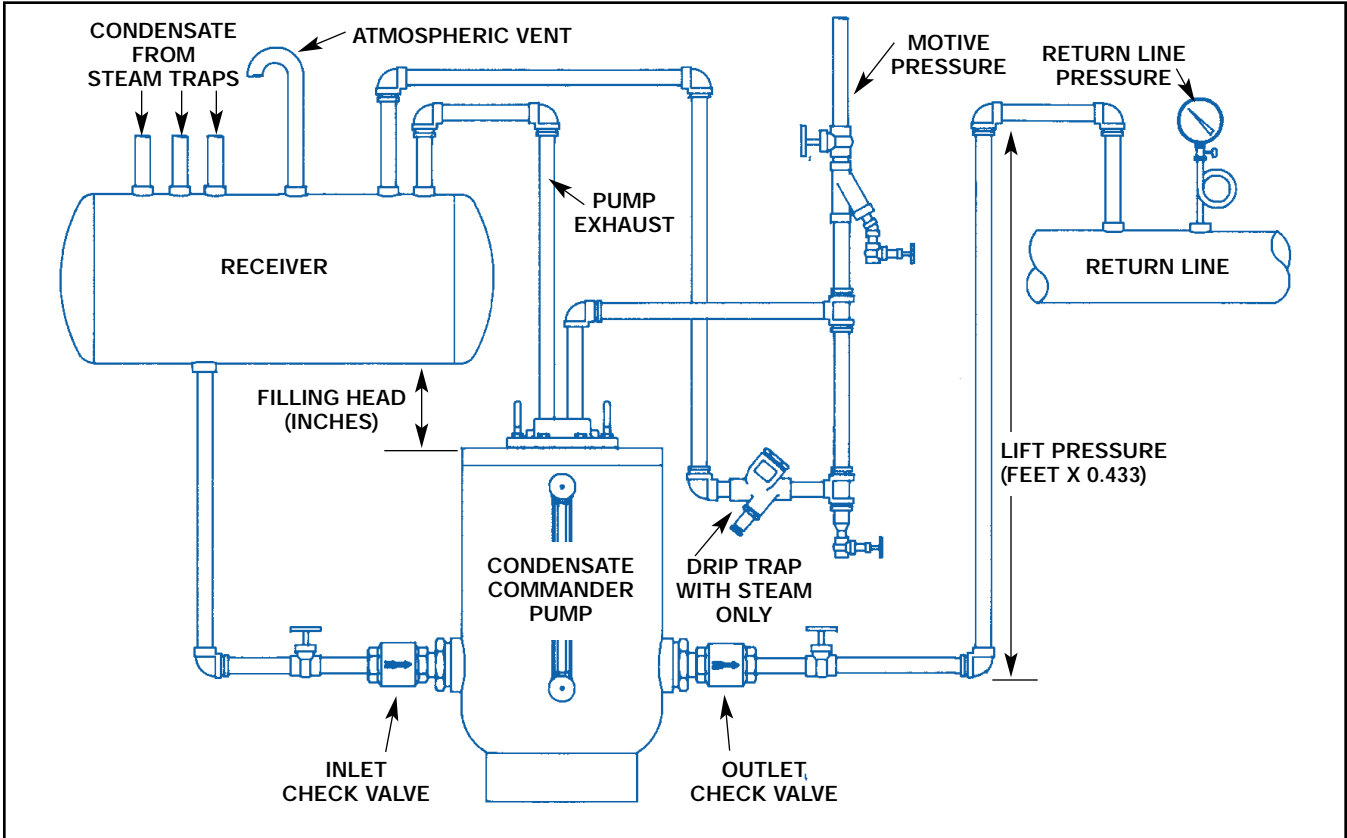 CONDENSATE
FROM
STEAM TRAPS
ATMOSPHERIC VENT
MOTIVE
PRESSURE
RETURN LINE
PRESSURE
PUMP
EXHAUST
RECEIVER
RETURN LINE
FILLING HEAD
(INCHES)
LIFT PRESSURE
(FEET X 0.433)
CONDENSATE
COMMANDER
PUMP
DRIP TRAP
WITH STEAM
ONLY
INLET
CHECK VALVE
OUTLET
CHECK VALVE